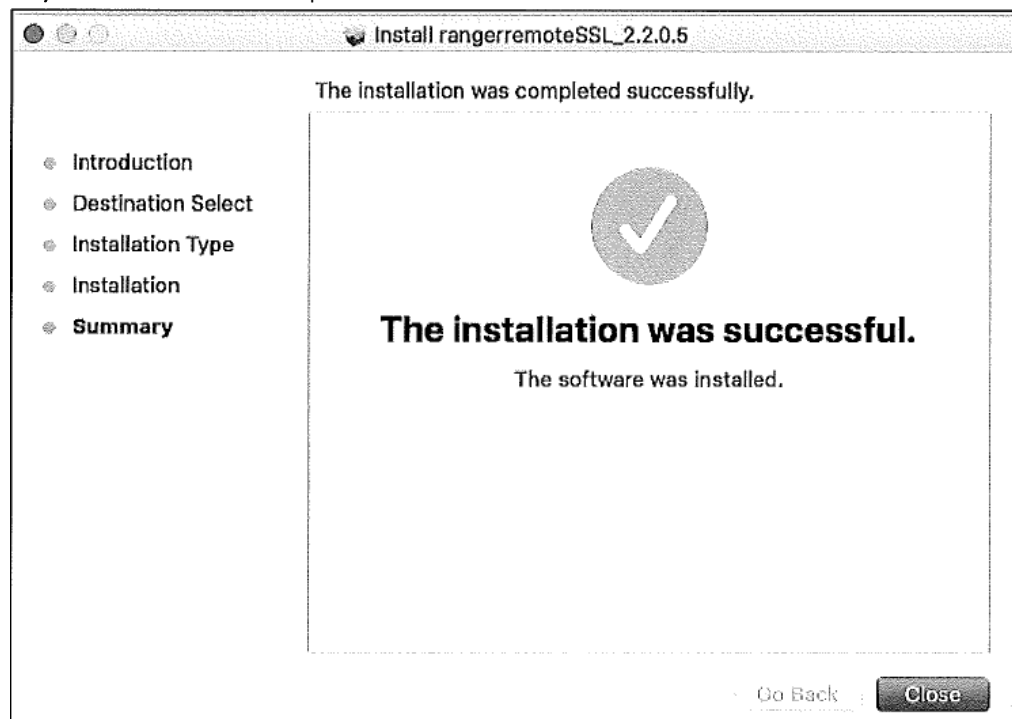 Install rangerremoteSSL_2.2.0.5
The installation was completed successfully.
Introduction
Destination Select
Installation Type
Installation
Summary
The installation was successful.
The software was installed.
Go Back
Close